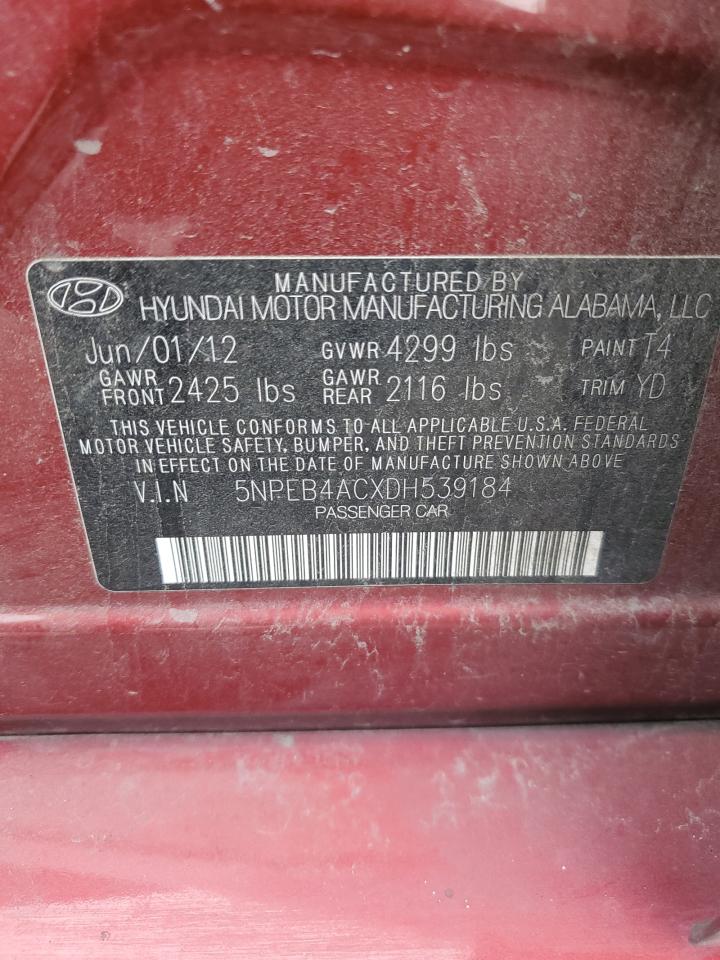 MANUFACTURED BY
HYUNDAI MOTOR MANUFACTURING ALABAMA, LLC
Jun/01/12 GVWR 4299 lbs PAINT T4
GAWR FRONT 2425 lbs GAWR REAR 2116 lbs TRIM YD
THIS VEHICLE CONFORMS TO ALL APPLICABLE U.S.A. FEDERAL
MOTOR VEHICLE SAFETY, BUMPER, AND THEFT PREVENTION STANDARDS
IN EFFECT ON THE DATE OF MANUFACTURE SHOWN ABOVE
V.I.N 5NPEB4ACXDH539184
PASSENGER CAR